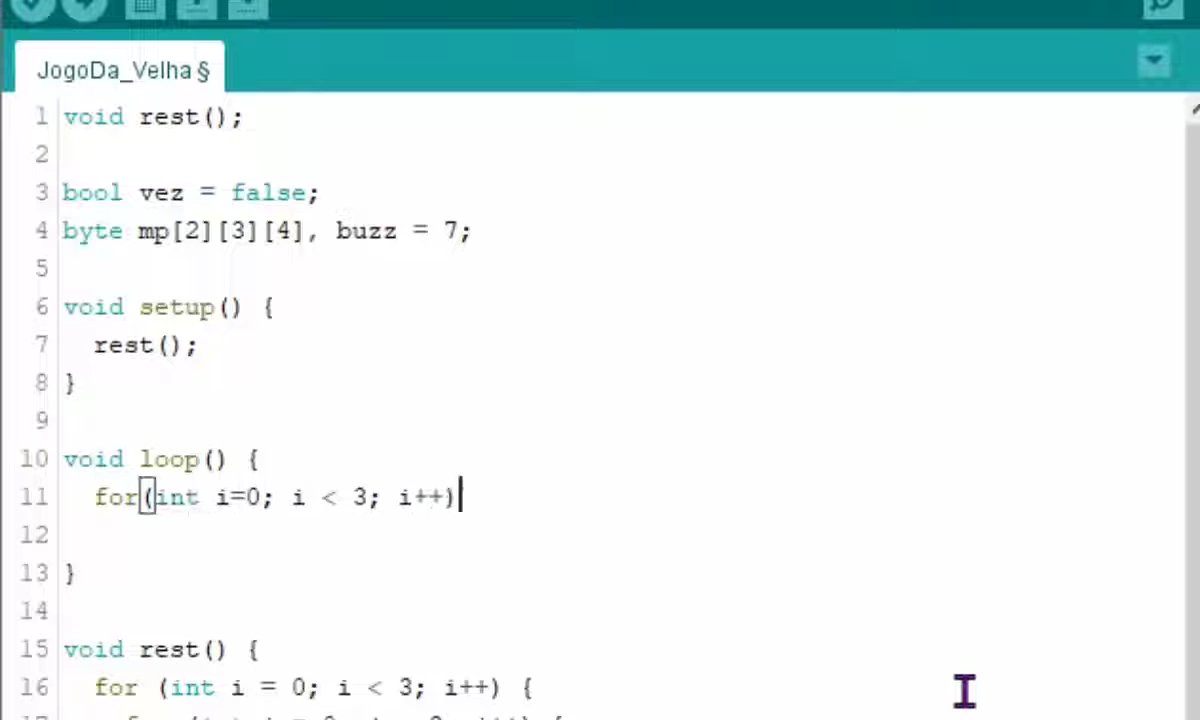 JogoDa_Velha §
1 void rest();
2
3 bool vez = false;
4 byte mp[2][3][4], buzz = 7;
5
6 void setup() {
7 rest();
8 }
9
10 void loop() {
11 for(int i=0; i < 3; i++)
12
13 }
14
15 void rest() {
16 for (int i = 0; i < 3; i++) {